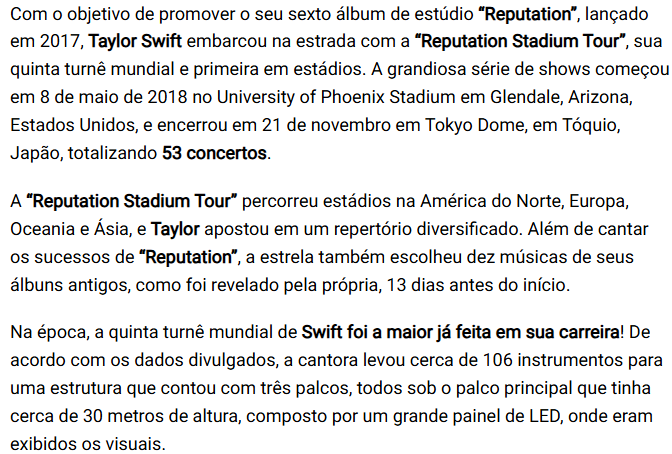 Com o objetivo de promover o seu sexto álbum de estúdio “Reputation”, lançado
em 2017, Taylor Swift embarcou na estrada com a “Reputation Stadium Tour”, sua
quinta turnê mundial e primeira em estádios. A grandiosa série de shows começou
em 8 de maio de 2018 no University of Phoenix Stadium em Glendale, Arizona,
Estados Unidos, e encerrou em 21 de novembro em Tokyo Dome, em Tóquio,
Japão, totalizando 53 concertos.
A “Reputation Stadium Tour” percorreu estádios na América do Norte, Europa,
Oceania e Ásia, e Taylor apostou em um repertório diversificado. Além de cantar
os sucessos de “Reputation”, a estrela também escolheu dez músicas de seus
álbuns antigos, como foi revelado pela própria, 13 dias antes do início.
Na época, a quinta turnê mundial de Swift foi a maior já feita em sua carreira! De
acordo com os dados divulgados, a cantora levou cerca de 106 instrumentos para
uma estrutura que contou com três palcos, todos sob o palco principal que tinha
cerca de 30 metros de altura, composto por um grande painel de LED, onde eram
exibidos os visuais.